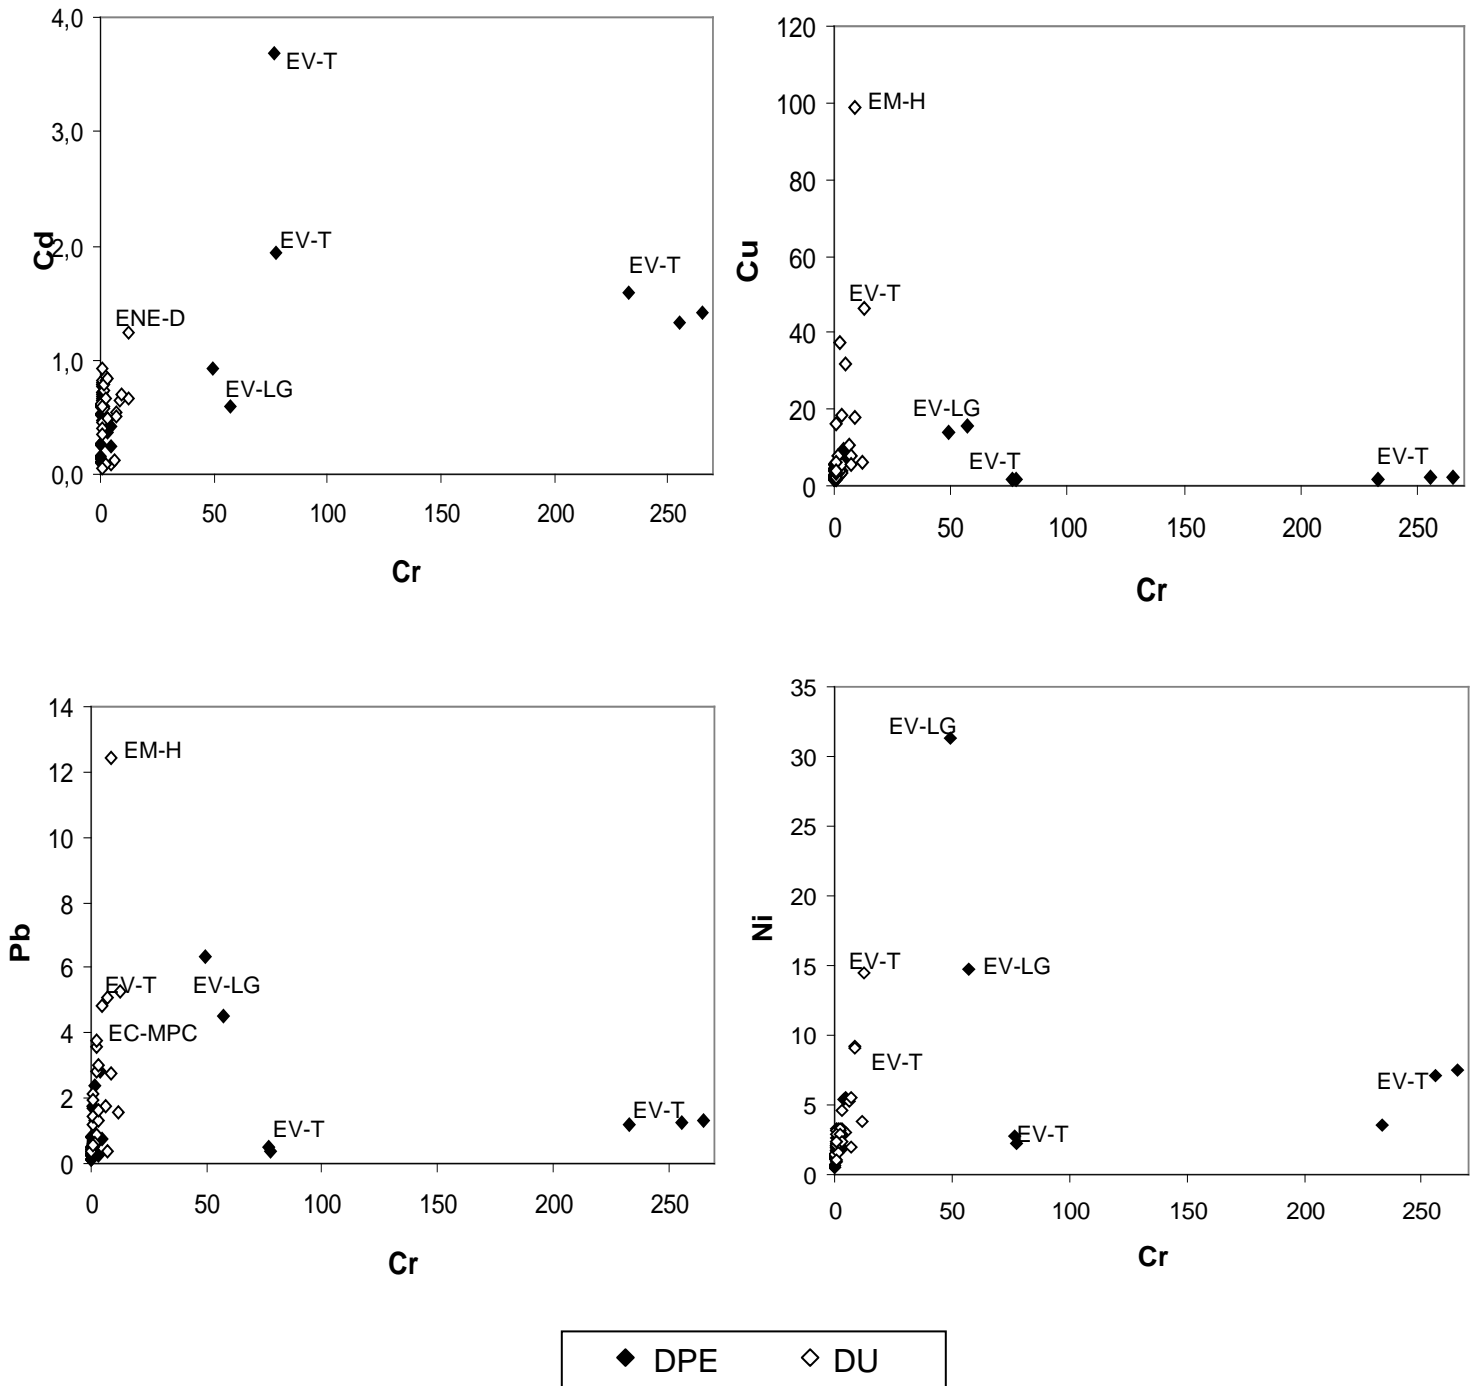 4,0
3,0
2,0
1,0
0,0
Cd
EV-T
EV-T
EV-T
ENE-D
EV-LG
0 50 100 150 200 250
Cr
120
100
80
60
40
20
0
Cu
EM-H
EV-T
EV-LG
EV-T
EV-T
0 50 100 150 200 250
Cr
14
12
10
8
6
4
2
0
Pb
EM-H
EV-T
EV-LG
EC-MPC
EV-T
EV-T
0 50 100 150 200 250
Cr
35
30
25
20
15
10
5
0
Ni
EV-LG
EV-T
EV-LG
EV-T
EV-T
EV-T
0 50 100 150 200 250
Cr
DPE DU